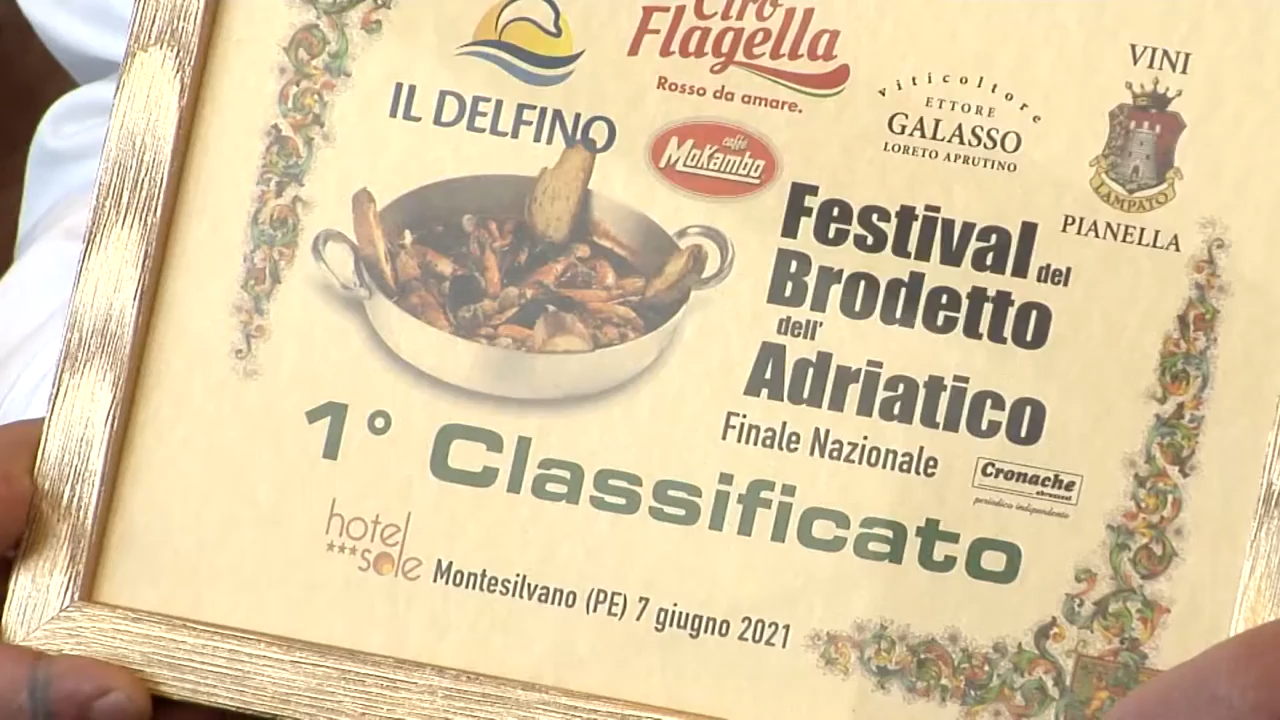 Ciro
Flagella
Rosso da amare.
IL DELFINO
caffè
MoKambo
viticoltore
ETTORE
GALASSO
LORETO APRUTINO
VINI
LAMPATO
PIANELLA
Festival del
Brodetto
dell'
Adriatico
Finale Nazionale
Cronache
abruzzesi
periodico indipendente
1° Classificato
hotel
***sole
Montesilvano (PE) 7 giugno 2021